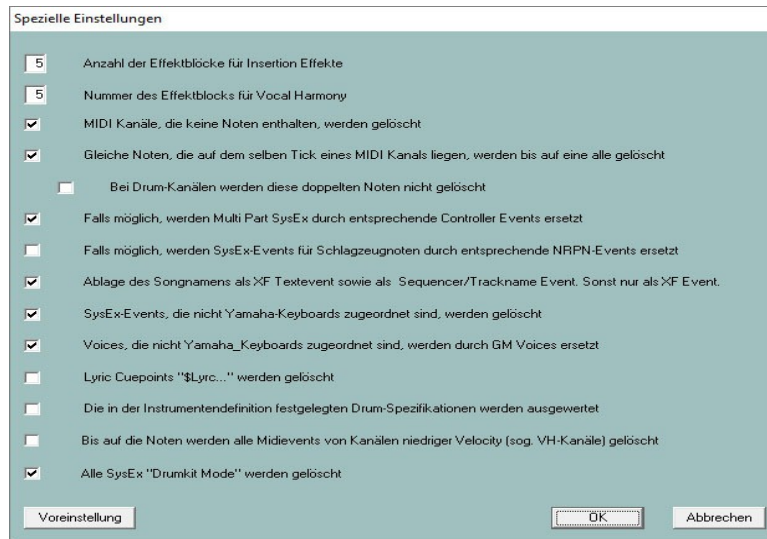 Spezielle Einstellungen
5 Anzahl der Effektblöcke für Insertion Effekte
5 Nummer des Effektblocks für Vocal Harmony
MIDI Kanäle, die keine Noten enthalten, werden gelöscht
Gleiche Noten, die auf dem selben Tick eines MIDI Kanals liegen, werden bis auf eine alle gelöscht
Bei Drum-Kanälen werden diese doppelten Noten nicht gelöscht
Falls möglich, werden Multi Part SysEx durch entsprechende Controller Events ersetzt
Falls möglich, werden SysEx-Events für Schlagzeugnoten durch entsprechende NRPN-Events ersetzt
Ablage des Songnamens als XF Textevent sowie als Sequencer/Trackname Event. Sonst nur als XF Event.
SysEx-Events, die nicht Yamaha-Keyboards zugeordnet sind, werden gelöscht
Voices, die nicht Yamaha_Keyboards zugeordnet sind, werden durch GM Voices ersetzt
Lyric Cuepoints "$Lyrc..." werden gelöscht
Die in der Instrumentendefinition festgelegten Drum-Spezifikationen werden ausgewertet
Bis auf die Noten werden alle Midievents von Kanälen niedriger Velocity (sog. VH-Kanäle) gelöscht
Alle SysEx "Drumkit Mode" werden gelöscht
Voreinstellung OK Abbrechen